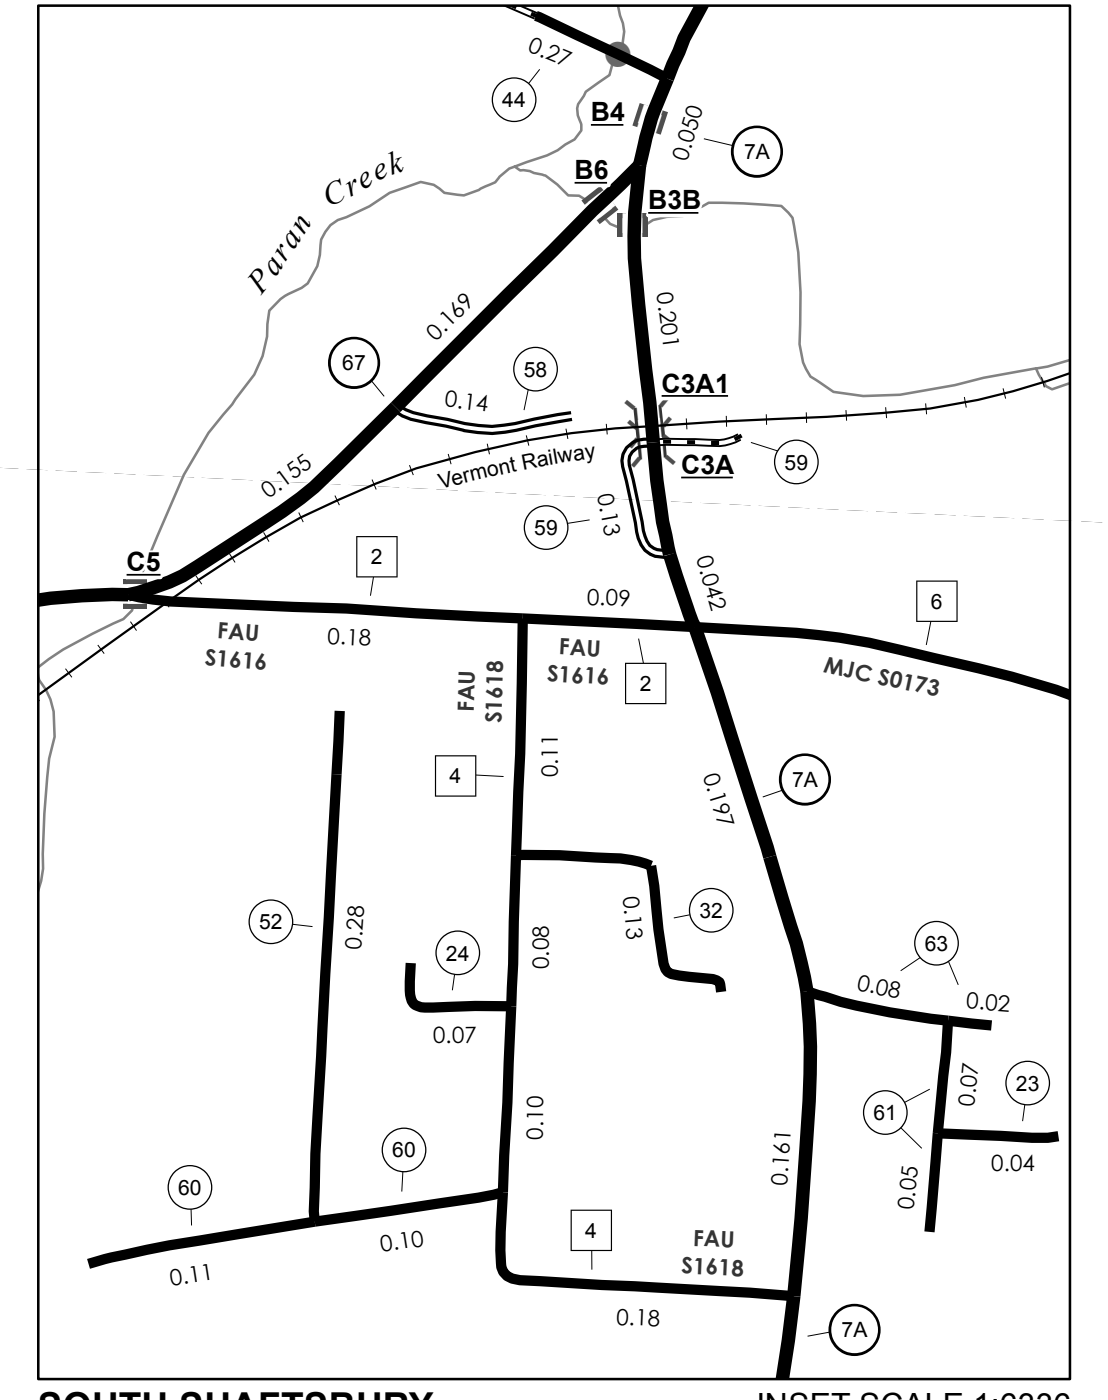 0.27
44
B4
0.050
7A
B6
B3B
Paran Creek
0.201
0.169
67
58
0.14
C3A1
Vermont Railway
C3A
59
0.155
59
0.13
C5
2
0.042
0.09
6
FAU
S1616
0.18
FAU
S1618
FAU
S1616
2
MJC S0173
4
0.11
0.197
7A
52
0.28
0.08
0.13
32
24
0.07
63
0.08
0.02
0.07
23
61
0.04
0.05
0.10
0.161
60
60
0.10
0.11
4
FAU
S1618
0.18
7A
SOUTH SHAFTSBURY
INSET SCALE 1:6336